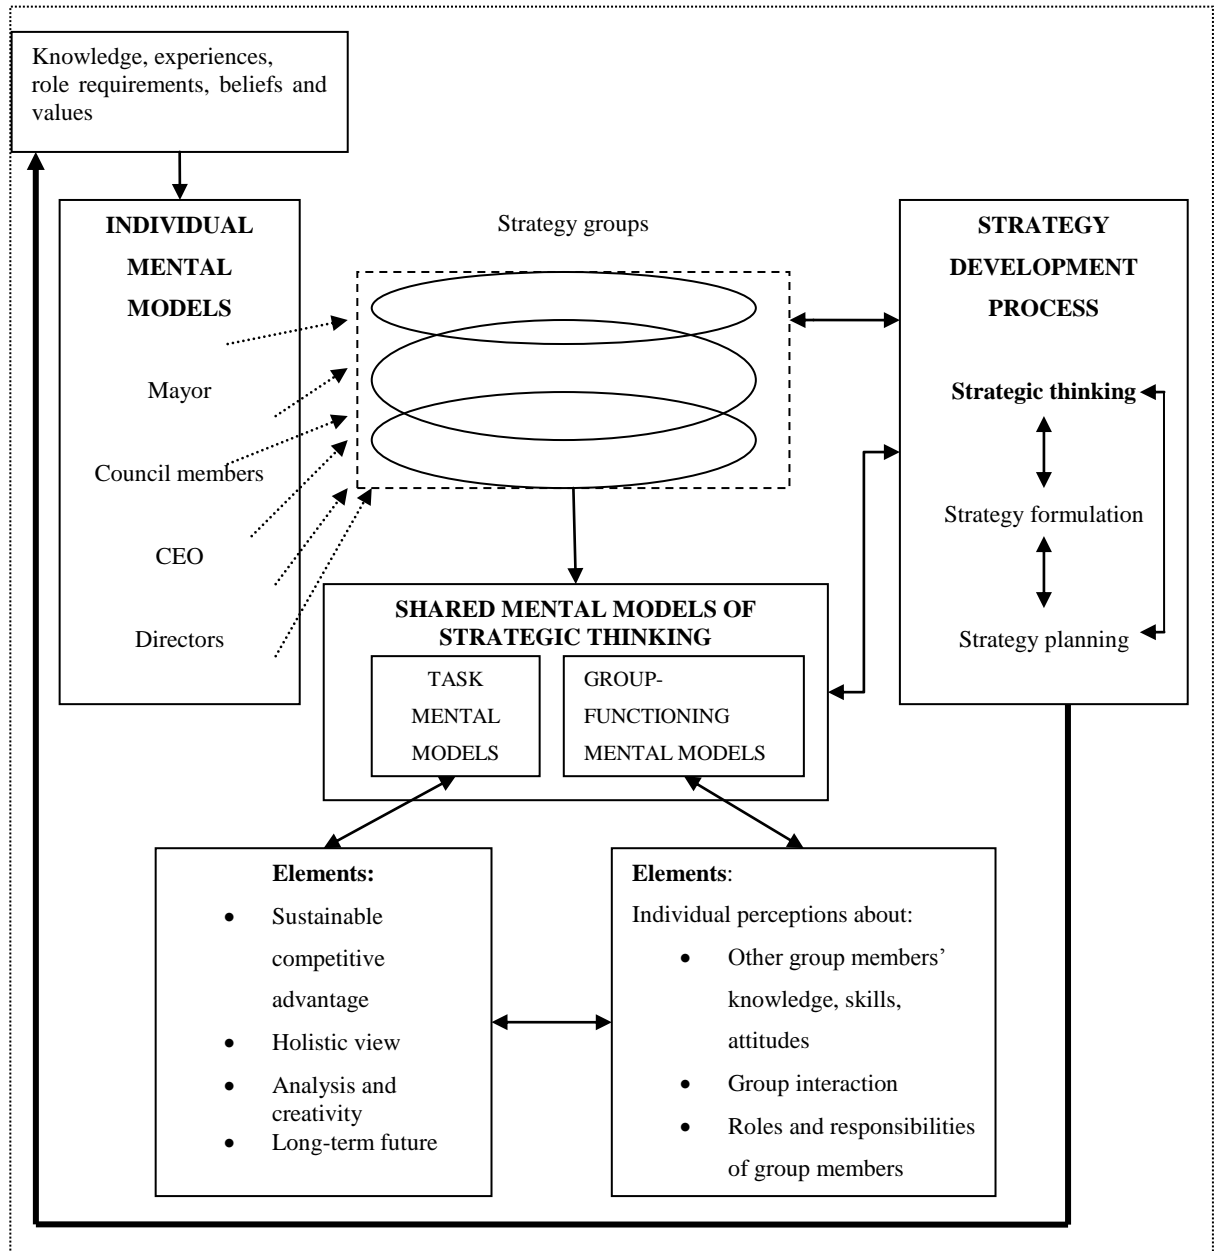 Knowledge, experiences,
role requirements, beliefs and
values
INDIVIDUAL
MENTAL
MODELS
Mayor
Council members
CEO
Directors
Strategy groups
STRATEGY
DEVELOPMENT
PROCESS
Strategic thinking
Strategy formulation
Strategy planning
SHARED MENTAL MODELS OF
STRATEGIC THINKING
TASK
MENTAL
MODELS
GROUP-
FUNCTIONING
MENTAL MODELS
Elements:
• Sustainable
competitive
advantage
• Holistic view
• Analysis and
creativity
• Long-term future
Elements:
Individual perceptions about:
• Other group members’
knowledge, skills,
attitudes
• Group interaction
• Roles and responsibilities
of group members